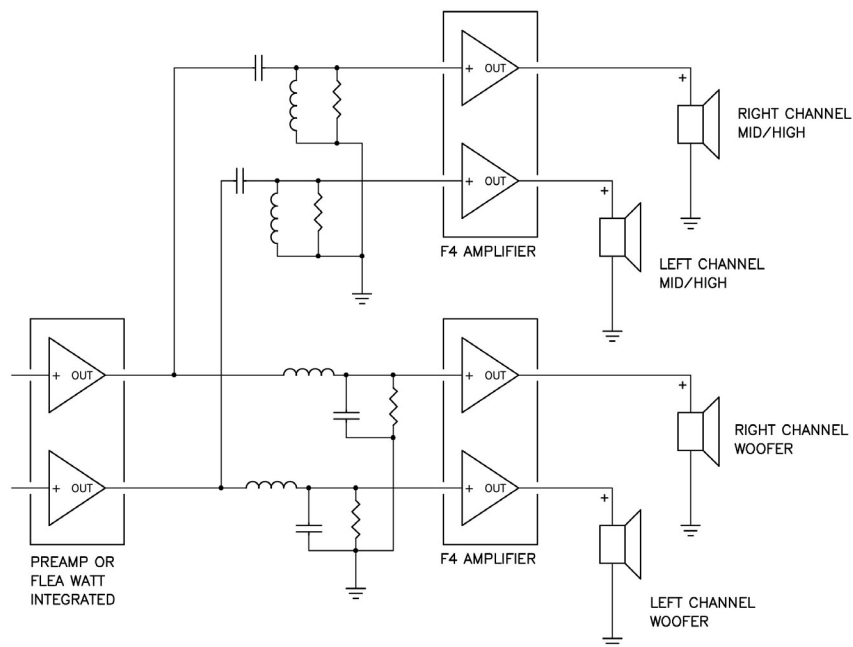 + OUT
+
RIGHT CHANNEL
MID/HIGH
+ OUT
+
F4 AMPLIFIER
LEFT CHANNEL
MID/HIGH
+ OUT
+ OUT
+
RIGHT CHANNEL
WOOFER
+ OUT
+ OUT
+
PREAMP OR
FLEA WATT
INTEGRATED
F4 AMPLIFIER
LEFT CHANNEL
WOOFER